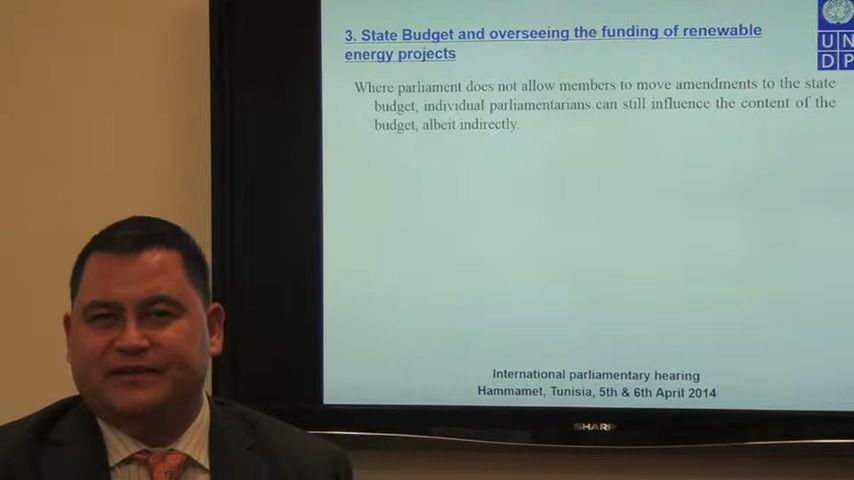 3. State Budget and overseeing the funding of renewable
energy projects
UN
DP
Where parliament does not allow members to move amendments to the state
budget, individual parliamentarians can still influence the content of the
budget, albeit indirectly.
International parliamentary hearing
Hammamet, Tunisia, 5th & 6th April 2014
SHARP